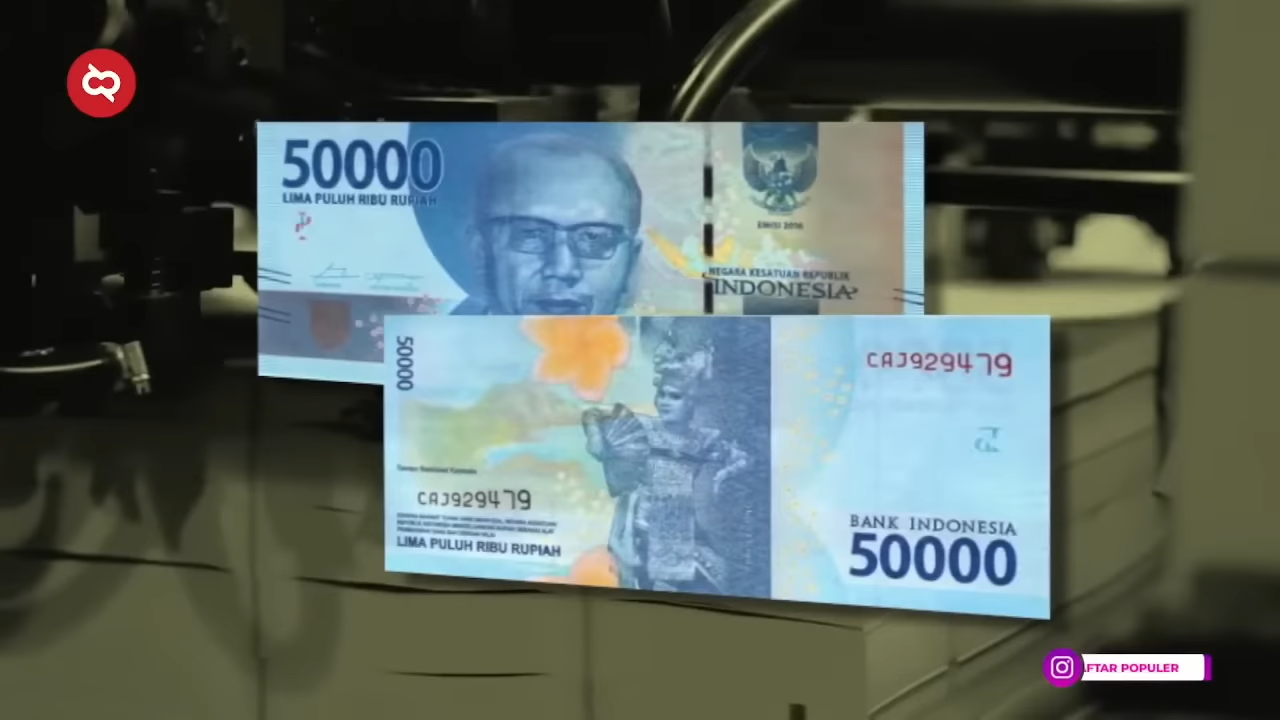 50000
LIMA PULUH RIBU RUPIAH
EMISI 2016
NEGARA KESATUAN REPUBLIK
INDONESIA
50000
CAJ929479
CAJ929479
LIMA PULUH RIBU RUPIAH
BANK INDONESIA
50000
FTAR POPULER